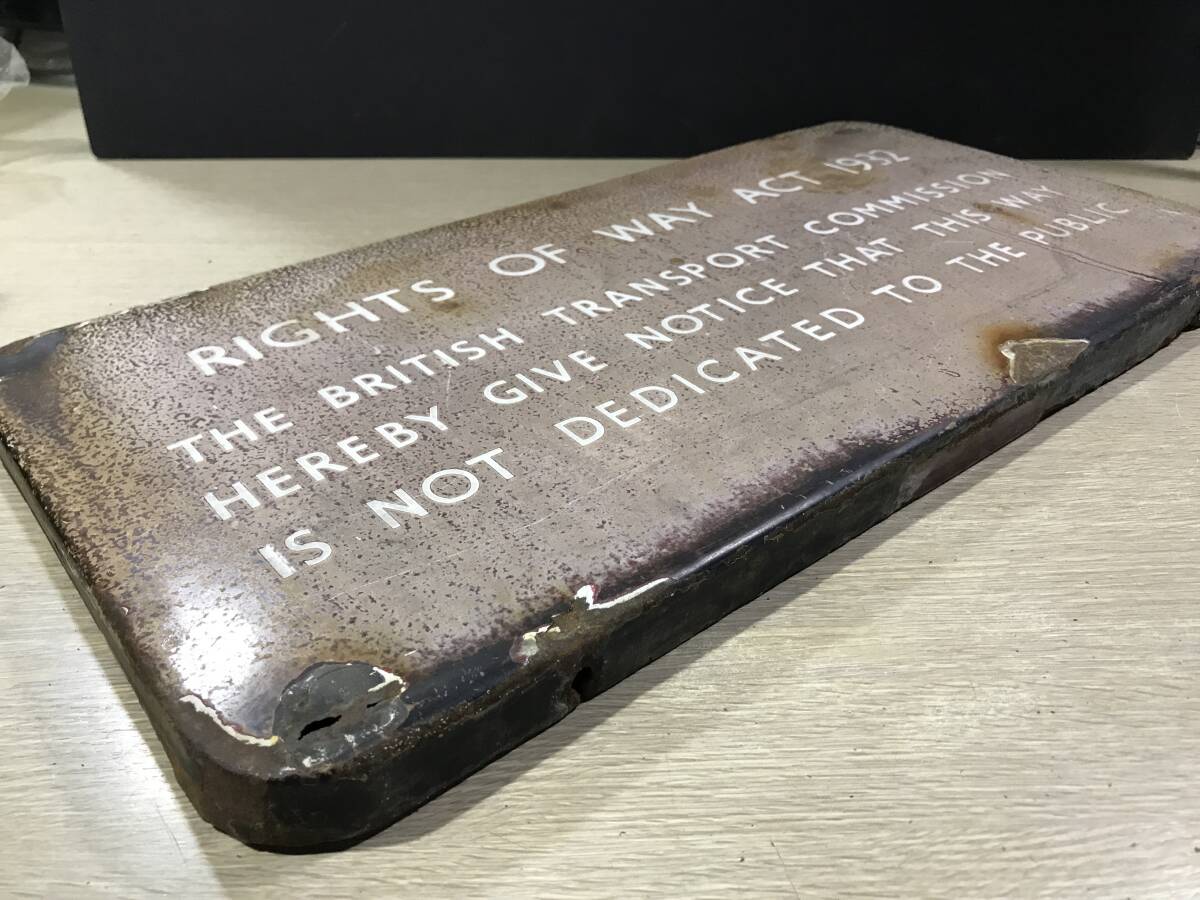 RIGHTS OF WAY ACT 1932
THE BRITISH TRANSPORT COMMISSION
HEREBY GIVE NOTICE THAT THIS WAY
IS NOT DEDICATED TO THE PUBLIC